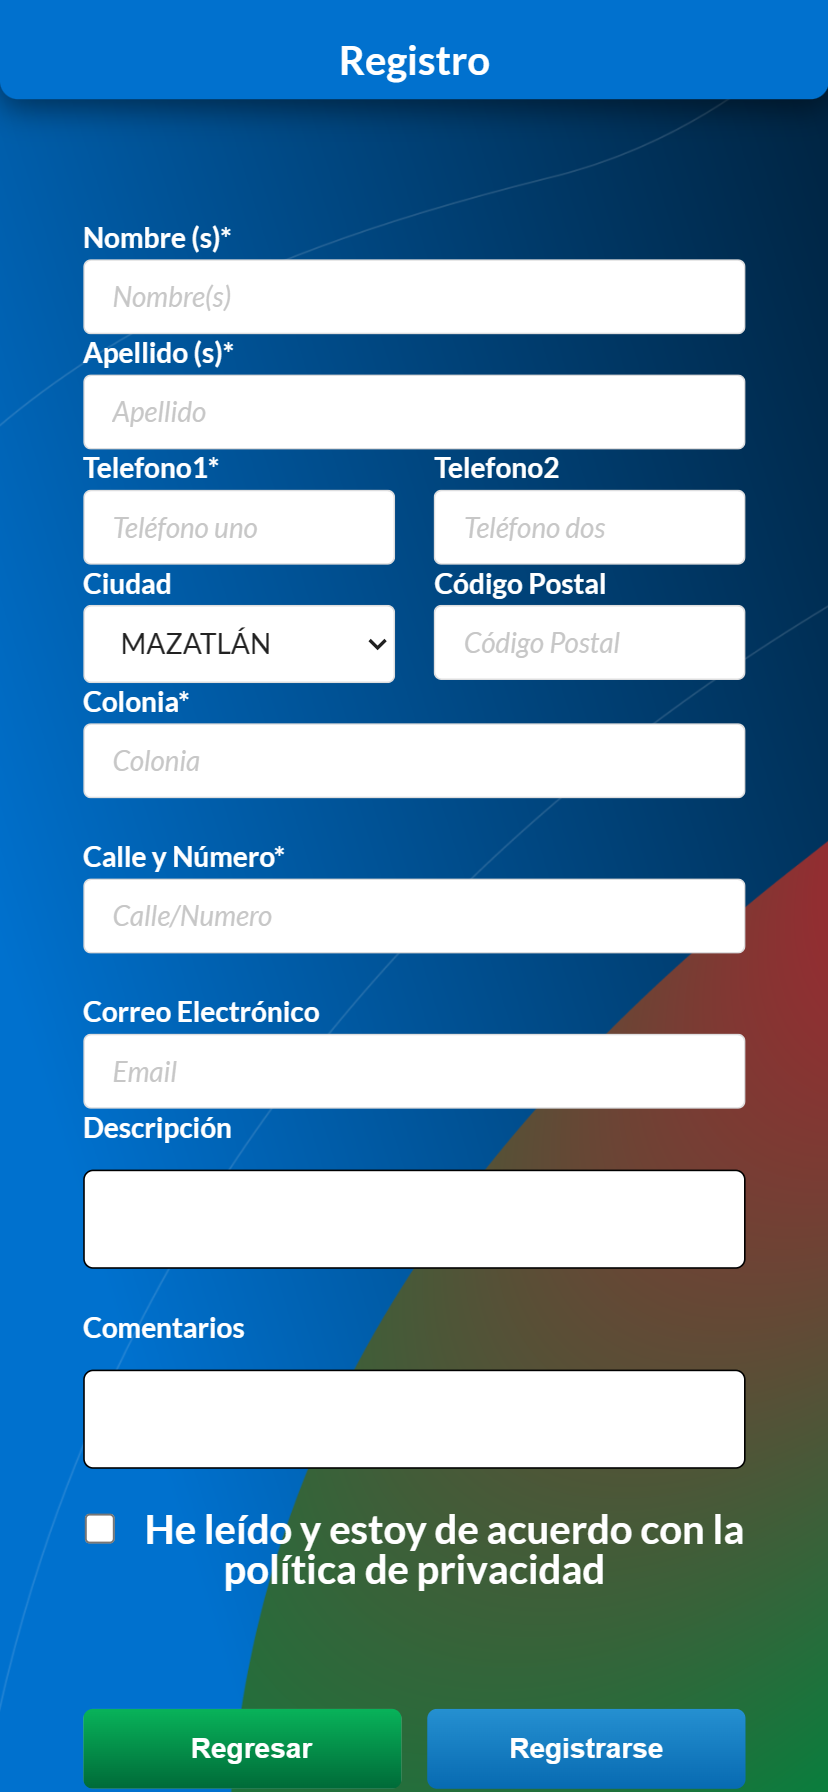 Registro
Nombre (s)*
Nombre(s)
Apellido (s)*
Apellido
Telefono1*
Telefono2
Teléfono uno
Teléfono dos
Ciudad
Código Postal
MAZATLÁN
Código Postal
Colonia*
Colonia
Calle y Número*
Calle/Numero
Correo Electrónico
Email
Descripción
Comentarios
He leído y estoy de acuerdo con la
política de privacidad
Regresar
Registrarse